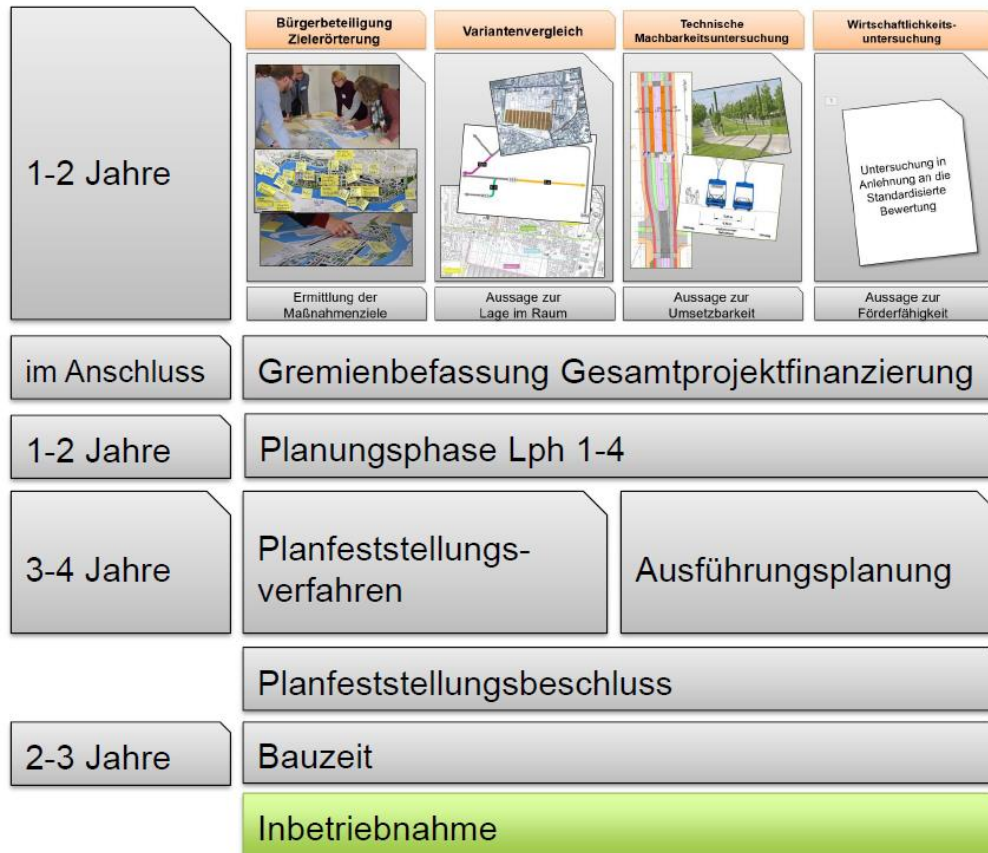 Bürgerbeteiligung
Zielerörterung
Variantenvergleich
Technische
Machbarkeitsuntersuchung
Wirtschaftlichkeits-
untersuchung
1-2 Jahre
Untersuchung in
Anlehnung an die
Standardisierte
Bewertung
Ermittlung der
Maßnahmenziele
Aussage zur
Lage im Raum
Aussage zur
Umsetzbarkeit
Aussage zur
Förderfähigkeit
im Anschluss
Gremienbefassung Gesamtprojektfinanzierung
1-2 Jahre
Planungsphase Lph 1-4
3-4 Jahre
Planfeststellungs-
verfahren
Ausführungsplanung
Planfeststellungsbeschluss
2-3 Jahre
Bauzeit
Inbetriebnahme